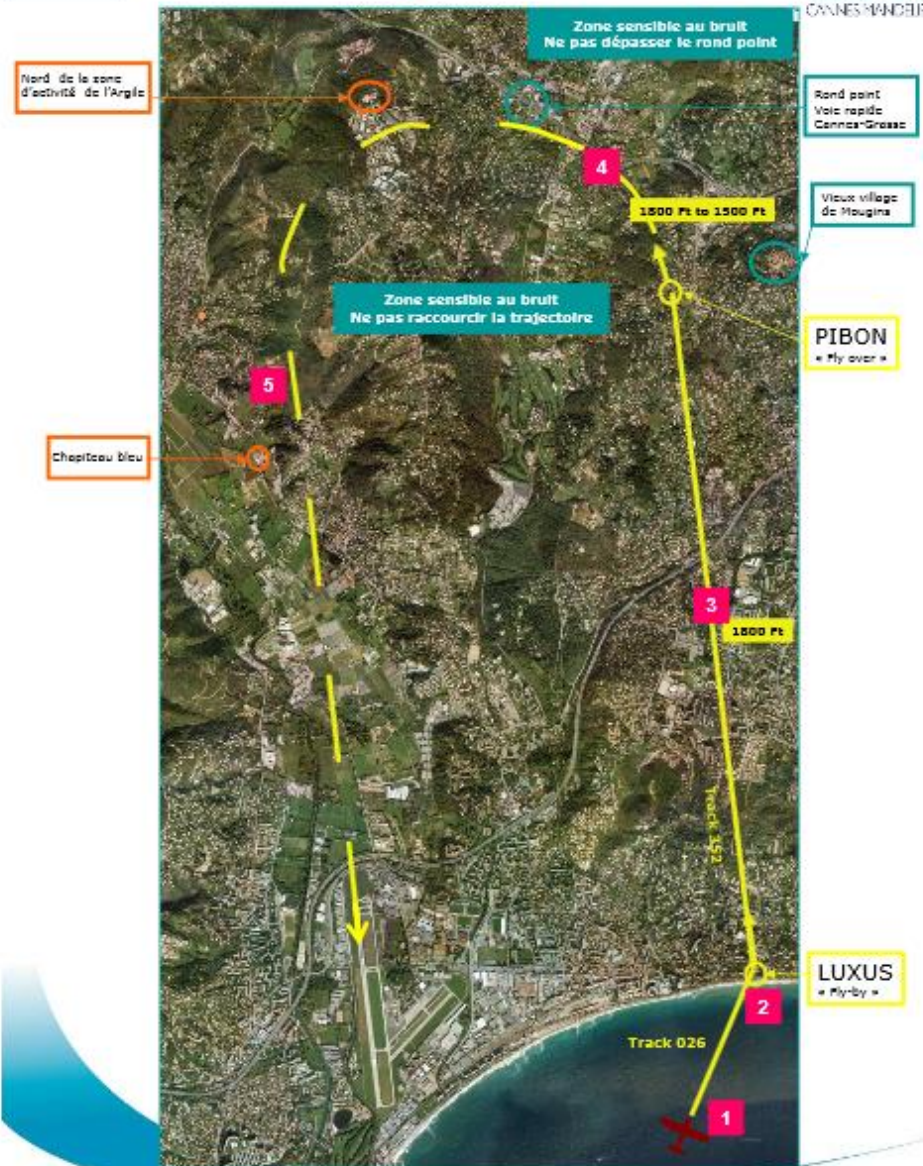 CANNES MANDELIE
Zone sensible au bruit
Ne pas dépasser le rond point
Nord de la zone
d'activité de l'Argile
Rond point
Voie rapide
Cannes-Grasse
4
1800 Ft to 1500 Ft
Vieux village
de Mougins
Zone sensible au bruit
Ne pas raccourcir la trajectoire
PIBON
« Fly over »
5
Chapiteau bleu
3
1800 Ft
Track 352
LUXUS
« Fly-by »
2
Track 026
1